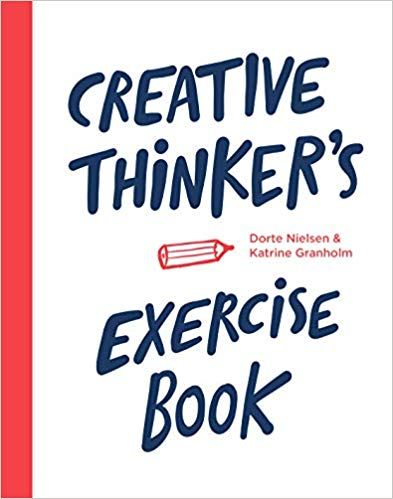 CREATIVE
THiNKER'S
Dorte Nielsen &
Katrine Granholm
EXERCiSE
BOOK